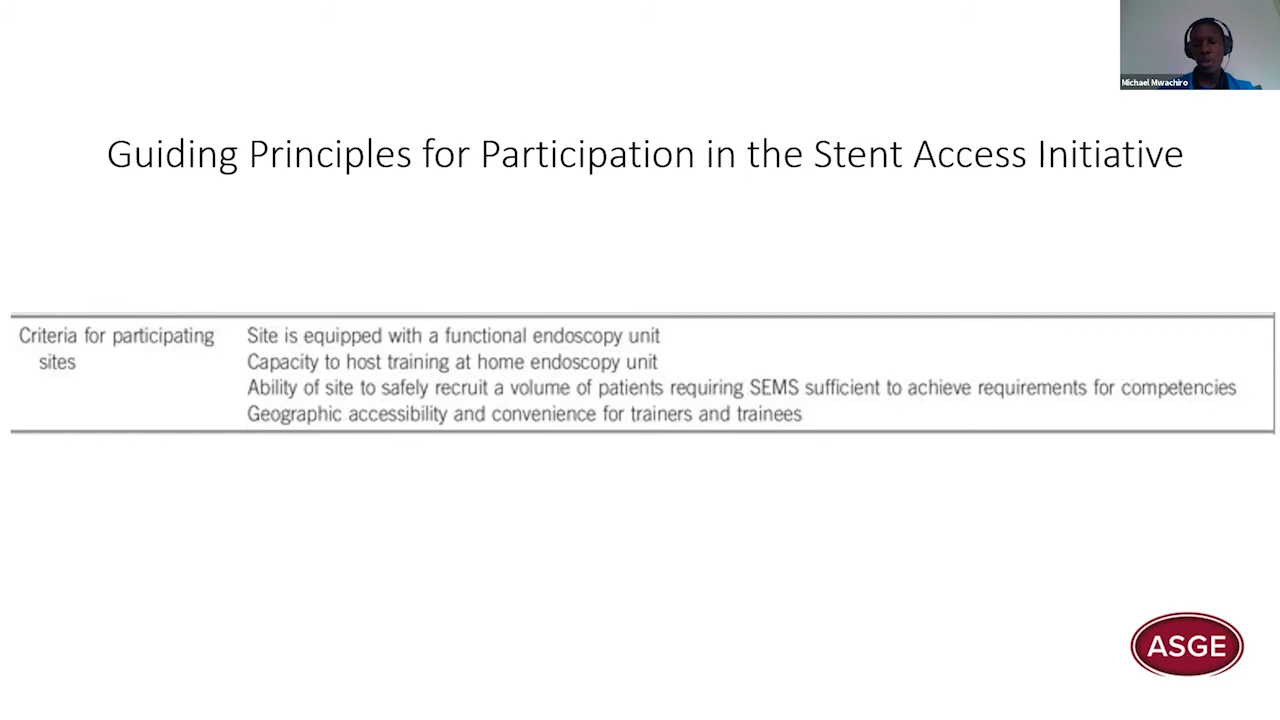 Michael Mwachiro
Guiding Principles for Participation in the Stent Access Initiative
Criteria for participating Site is equipped with a functional endoscopy unit
sites Capacity to host training at home endoscopy unit
Ability of site to safely recruit a volume of patients requiring SEMS sufficient to achieve requirements for competencies
Geographic accessibility and convenience for trainers and trainees
ASGE